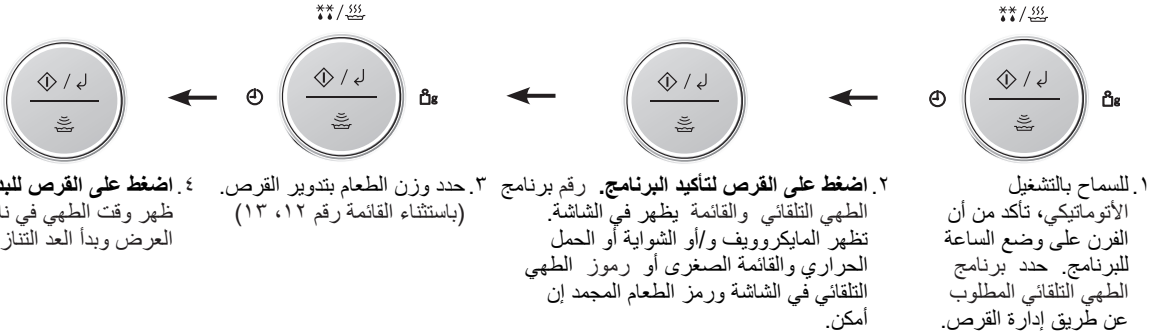 ١. للسماح بالتشغيل
الأتوماتيكي، تأكد من أن
الفرن على وضع الساعة
للبرنامج. حدد برنامج
الطهي التلقائي المطلوب
عن طريق إدارة القرص.
٢. اضغط على القرص لتأكيد البرنامج. رقم برنامج
الطهي التلقائي والقائمة يظهر في الشاشة.
تظهر المايكروويف و/أو الشواية أو الحمل
الحراري والقائمة الصغرى أو رموز الطهي
التلقائي في الشاشة ورمز الطعام المجمد إن
أمكن.
٣. حدد وزن الطعام بتدوير القرص.
(باستثناء القائمة رقم ١٢، ١٣)
٤. اضغط على القرص
ظهر وقت الطهي في
العرض وبدأ العد